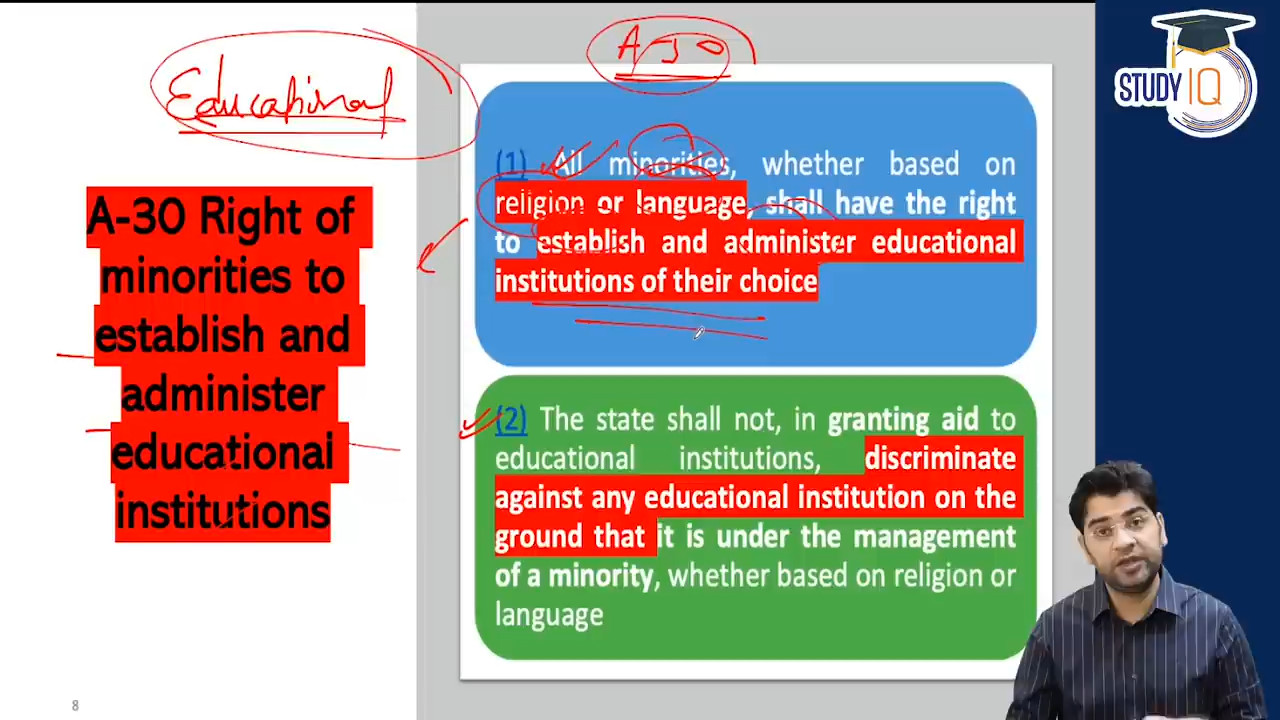 Educational
A-30
STUDY IQ
A-30 Right of
minorities to
establish and
administer
educational
institutions
(1) All minorities, whether based on
religion or language, shall have the right
to establish and administer educational
institutions of their choice
(2) The state shall not, in granting aid to
educational institutions, discriminate
against any educational institution on the
ground that it is under the management
of a minority, whether based on religion or
language
8